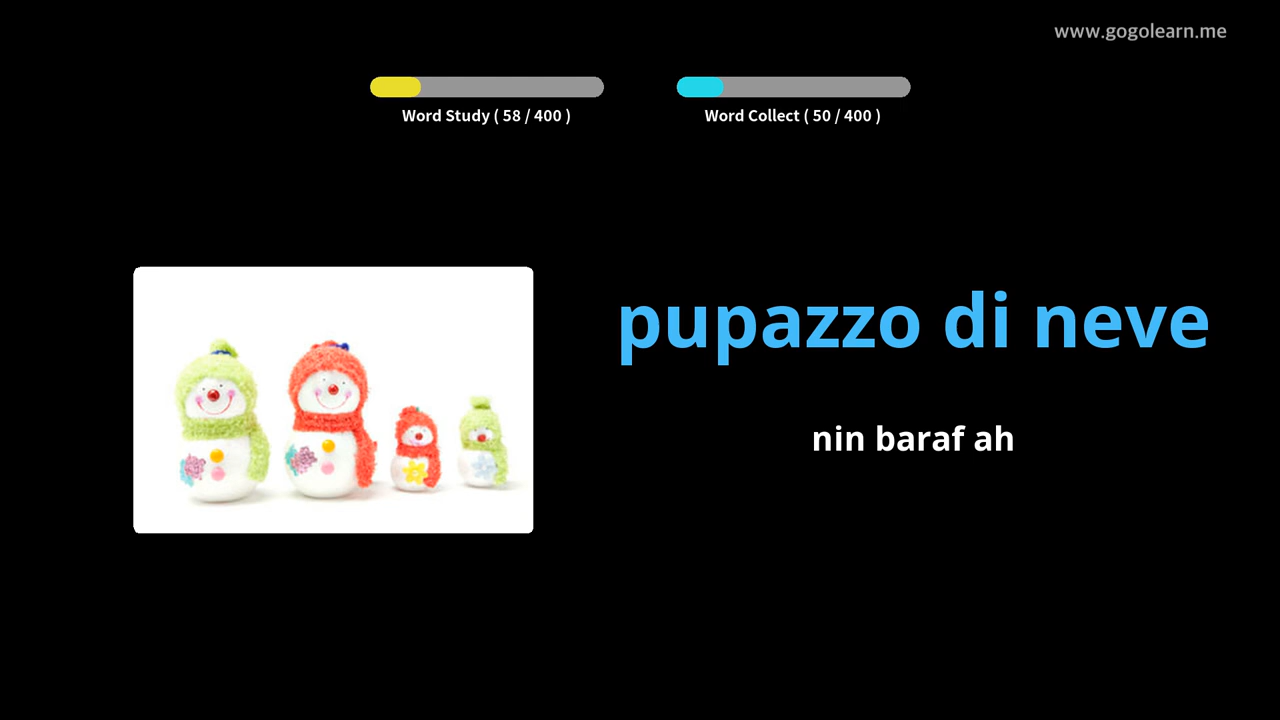 www.gogolearn.me
Word Study ( 58 / 400 )
Word Collect ( 50 / 400 )
pupazzo di neve
nin baraf ah